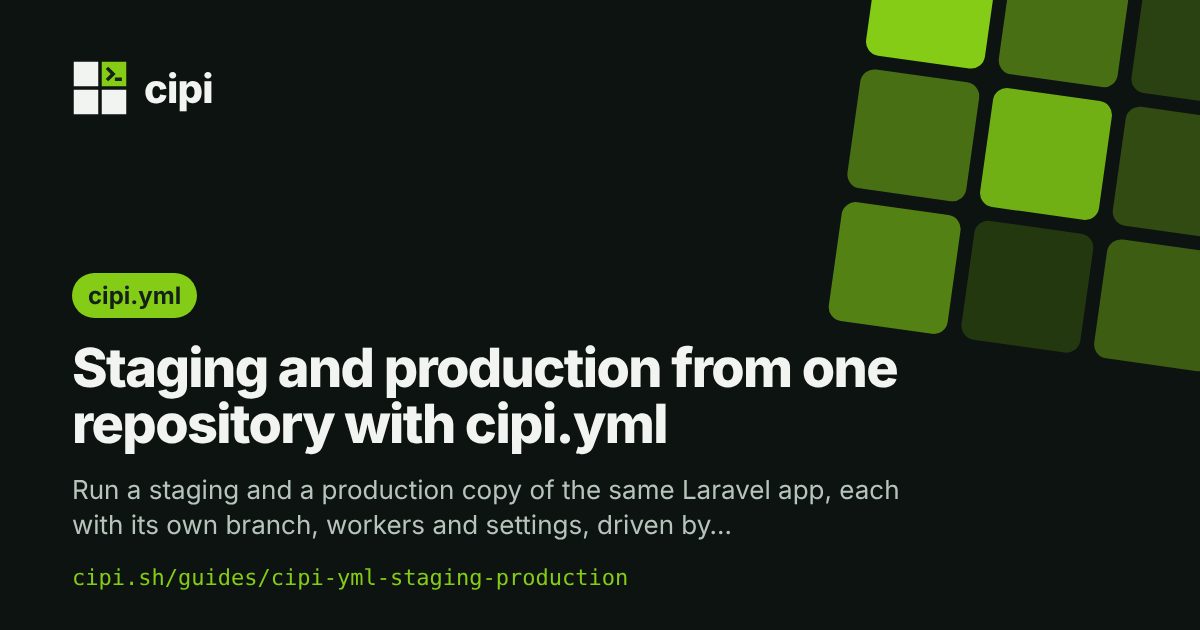 cipi
cipi.yml
Staging and production from one
repository with cipi.yml
Run a staging and a production copy of the same Laravel app, each
with its own branch, workers and settings, driven by...
cipi.sh/guides/cipi-yml-staging-production